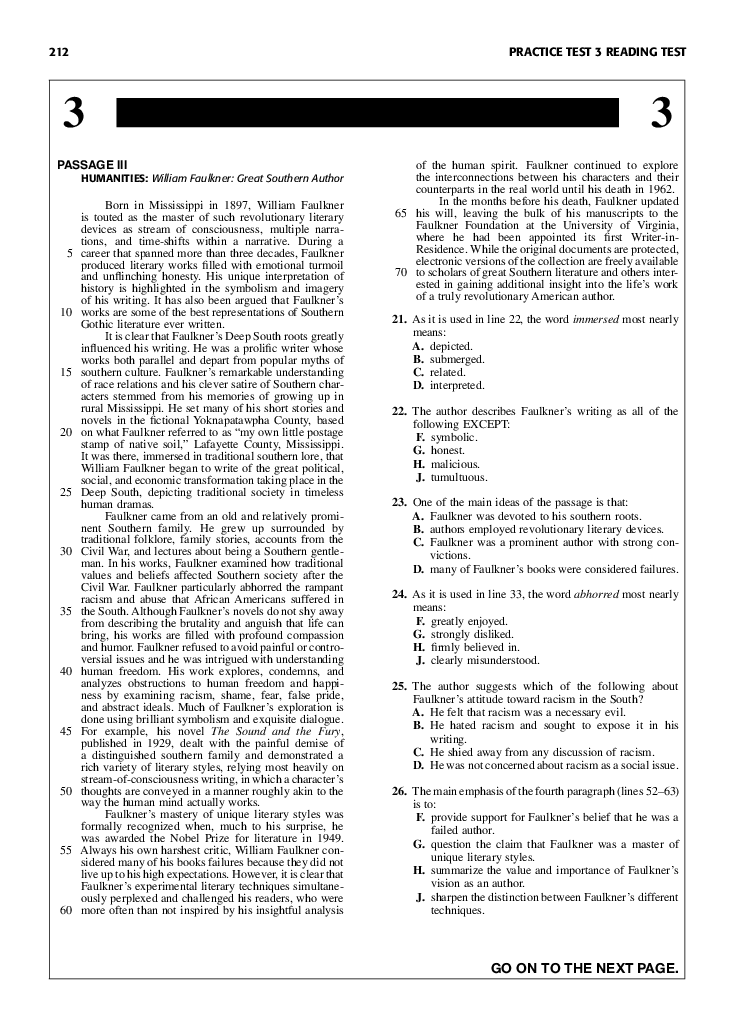 212
PRACTICE TEST 3 READING TEST
3
3
PASSAGE III
HUMANITIES: William Faulkner: Great Southern Author
Born in Mississippi in 1897, William Faulkner
is touted as the master of such revolutionary literary
devices as stream of consciousness, multiple narra-
tions, and time-shifts within a narrative. During a
5 career that spanned more than three decades, Faulkner
produced literary works filled with emotional turmoil
and unflinching honesty. His unique interpretation of
history is highlighted in the symbolism and imagery
of his writing. It has also been argued that Faulkner's
10 works are some of the best representations of Southern
Gothic literature ever written.
It is clear that Faulkner's Deep South roots greatly
influenced his writing. He was a prolific writer whose
works both parallel and depart from popular myths of
15 southern culture. Faulkner's remarkable understanding
of race relations and his clever satire of Southern char-
acters stemmed from his memories of growing up in
rural Mississippi. He set many of his short stories and
novels in the fictional Yoknapatawpha County, based
20 on what Faulkner referred to as “my own little postage
stamp of native soil,” Lafayette County, Mississippi.
It was there, immersed in traditional southern lore, that
William Faulkner began to write of the great political,
social, and economic transformation taking place in the
25 Deep South, depicting traditional society in timeless
human dramas.
Faulkner came from an old and relatively promi-
nent Southern family. He grew up surrounded by
traditional folklore, family stories, accounts from the
30 Civil War, and lectures about being a Southern gentle-
man. In his works, Faulkner examined how traditional
values and beliefs affected Southern society after the
Civil War. Faulkner particularly abhorred the rampant
racism and abuse that African Americans suffered in
35 the South. Although Faulkner's novels do not shy away
from describing the brutality and anguish that life can
bring, his works are filled with profound compassion
and humor. Faulkner refused to avoid painful or contro-
versial issues and he was intrigued with understanding
40 human freedom. His work explores, condemns, and
analyzes obstructions to human freedom and happi-
ness by examining racism, shame, fear, false pride,
and abstract ideals. Much of Faulkner's exploration is
done using brilliant symbolism and exquisite dialogue.
45 For example, his novel The Sound and the Fury,
published in 1929, dealt with the painful demise of
a distinguished southern family and demonstrated a
rich variety of literary styles, relying most heavily on
stream-of-consciousness writing, in which a character's
50 thoughts are conveyed in a manner roughly akin to the
way the human mind actually works.
Faulkner's mastery of unique literary styles was
formally recognized when, much to his surprise, he
was awarded the Nobel Prize for literature in 1949.
55 Always his own harshest critic, William Faulkner con-
sidered many of his books failures because they did not
live up to his high expectations. However, it is clear that
Faulkner's experimental literary techniques simultane-
ously perplexed and challenged his readers, who were
60 more often than not inspired by his insightful analysis
of the human spirit. Faulkner continued to explore
the interconnections between his characters and their
counterparts in the real world until his death in 1962.
In the months before his death, Faulkner updated
65 his will, leaving the bulk of his manuscripts to the
Faulkner Foundation at the University of Virginia,
where he had been appointed its first Writer-in-
Residence. While the original documents are protected,
electronic versions of the collection are freely available
70 to scholars of great Southern literature and others inter-
ested in gaining additional insight into the life's work
of a truly revolutionary American author.
21. As it is used in line 22, the word immersed most nearly
means:
A. depicted.
B. submerged.
C. related.
D. interpreted.
22. The author describes Faulkner's writing as all of the
following EXCEPT:
F. symbolic.
G. honest.
H. malicious.
J. tumultuous.
23. One of the main ideas of the passage is that:
A. Faulkner was devoted to his southern roots.
B. authors employed revolutionary literary devices.
C. Faulkner was a prominent author with strong con-
victions.
D. many of Faulkner's books were considered failures.
24. As it is used in line 33, the word abhorred most nearly
means:
F. greatly enjoyed.
G. strongly disliked.
H. firmly believed in.
J. clearly misunderstood.
25. The author suggests which of the following about
Faulkner's attitude toward racism in the South?
A. He felt that racism was a necessary evil.
B. He hated racism and sought to expose it in his
writing.
C. He shied away from any discussion of racism.
D. He was not concerned about racism as a social issue.
26. The main emphasis of the fourth paragraph (lines 52–63)
is to:
F. provide support for Faulkner's belief that he was a
failed author.
G. question the claim that Faulkner was a master of
unique literary styles.
H. summarize the value and importance of Faulkner's
vision as an author.
J. sharpen the distinction between Faulkner's different
techniques.
GO ON TO THE NEXT PAGE.